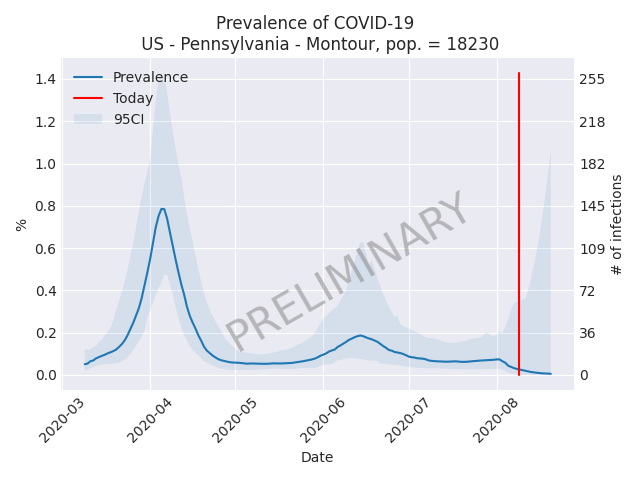 Prevalence of COVID-19
US - Pennsylvania - Montour, pop. = 18230
Prevalence
Today
95CI
1.4
1.2
1.0
0.8
0.6
0.4
0.2
0.0
%
255
218
182
145
109
72
36
0
# of infections
PRELIMINARY
2020-03
2020-04
2020-05
2020-06
2020-07
2020-08
Date